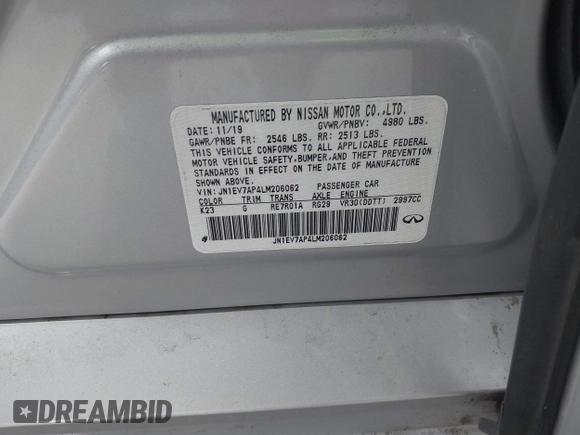 MANUFACTURED BY NISSAN MOTOR CO.,LTD.
DATE: 11/19 GVWR/PNBV: 4980 LBS.
GAWR/PNBE FR: 2546 LBS. RR: 2513 LBS.
THIS VEHICLE CONFORMS TO ALL APPLICABLE FEDERAL
MOTOR VEHICLE SAFETY,BUMPER,AND THEFT PREVENTION
STANDARDS IN EFFECT ON THE DATE OF MANUFACTURE
SHOWN ABOVE.
VIN: JN1EV7AP4LM206062 PASSENGER CAR
COLOR TRIM TRANS AXLE ENGINE
K23 G RE7R01A RG29 VR30(DDTT) 2997CC
JN1EV7AP4LM206062
DREAMBID